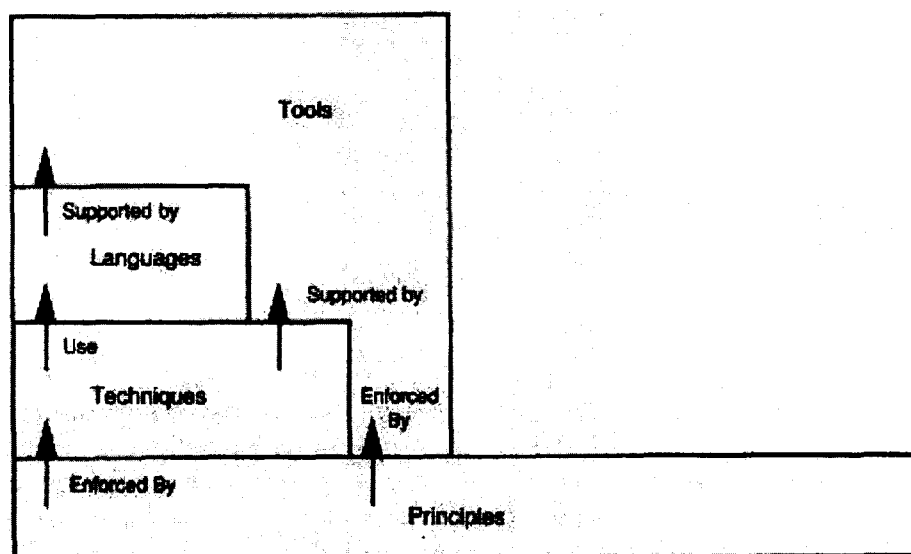 Tools
Supported by
Languages
Supported by
Use
Techniques
Enforced
By
Enforced By
Principles